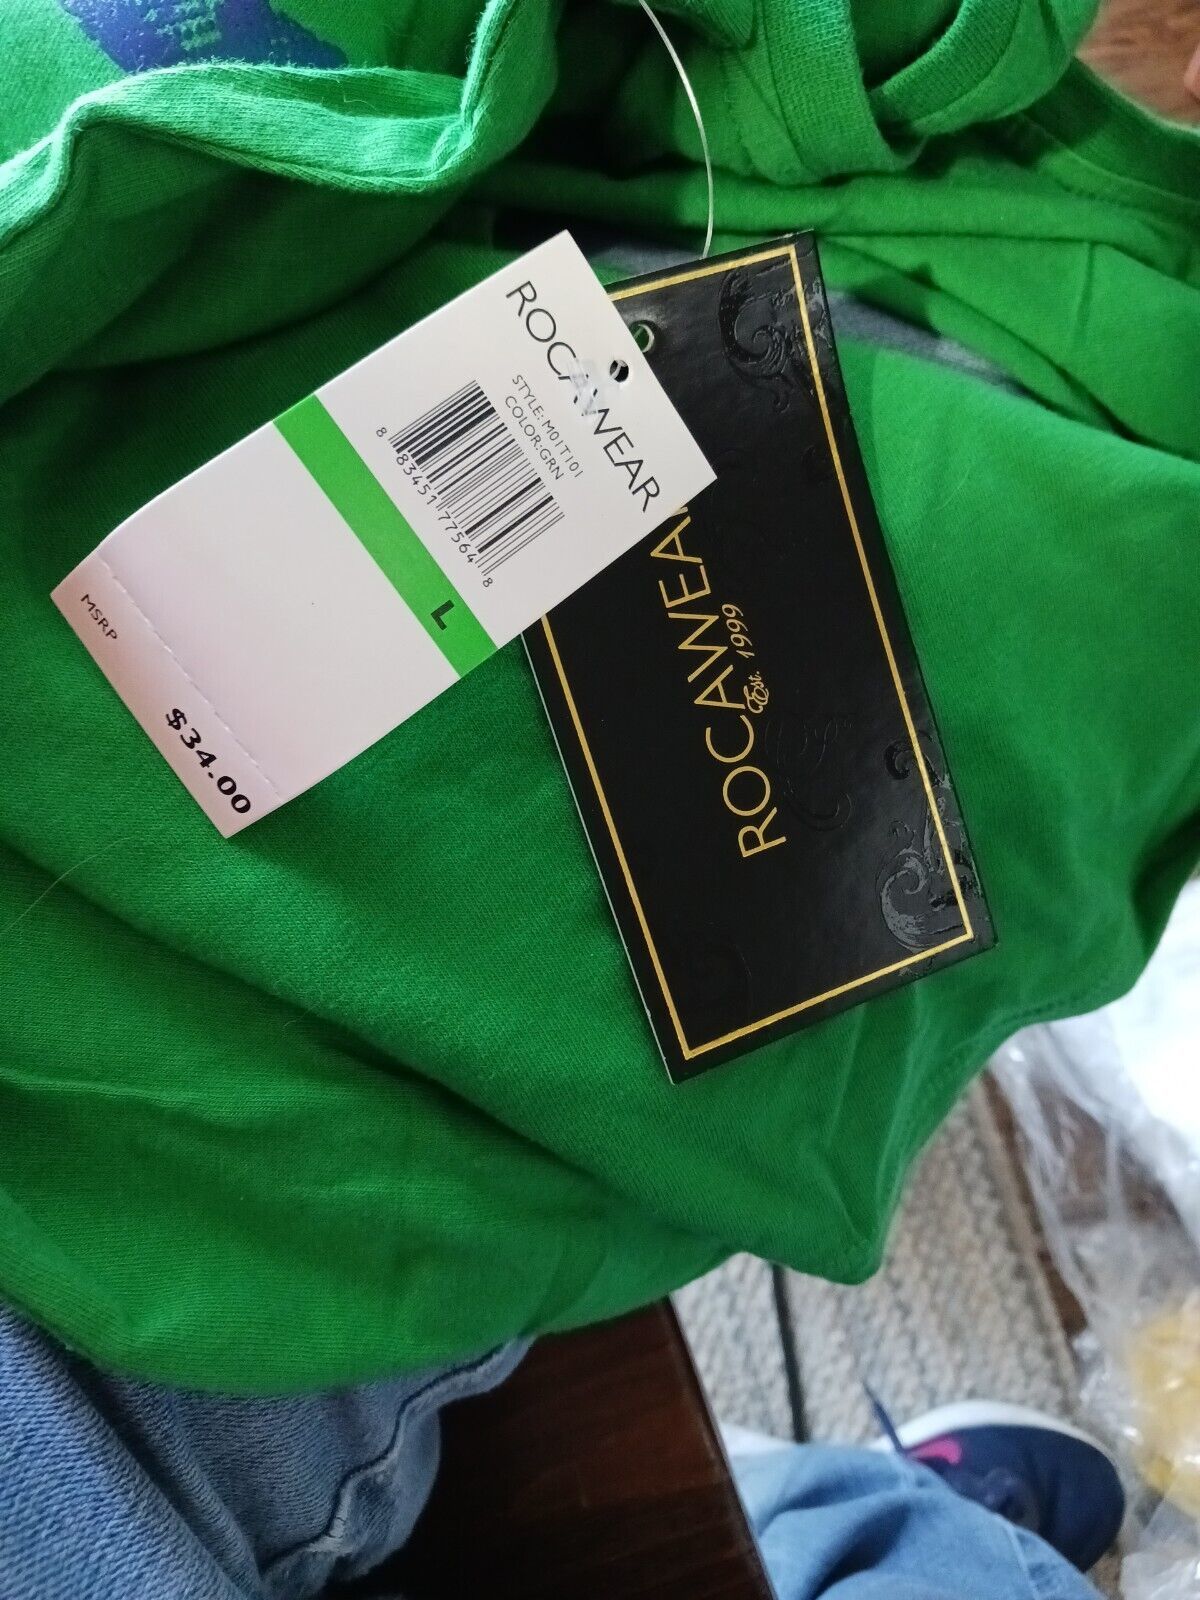 ROCAWEAR
STYLE: M01T101
COLOR: GRN
8 83451 77564 8
L
MSRP
$34.00
ROCAWEAR
Est. 1999